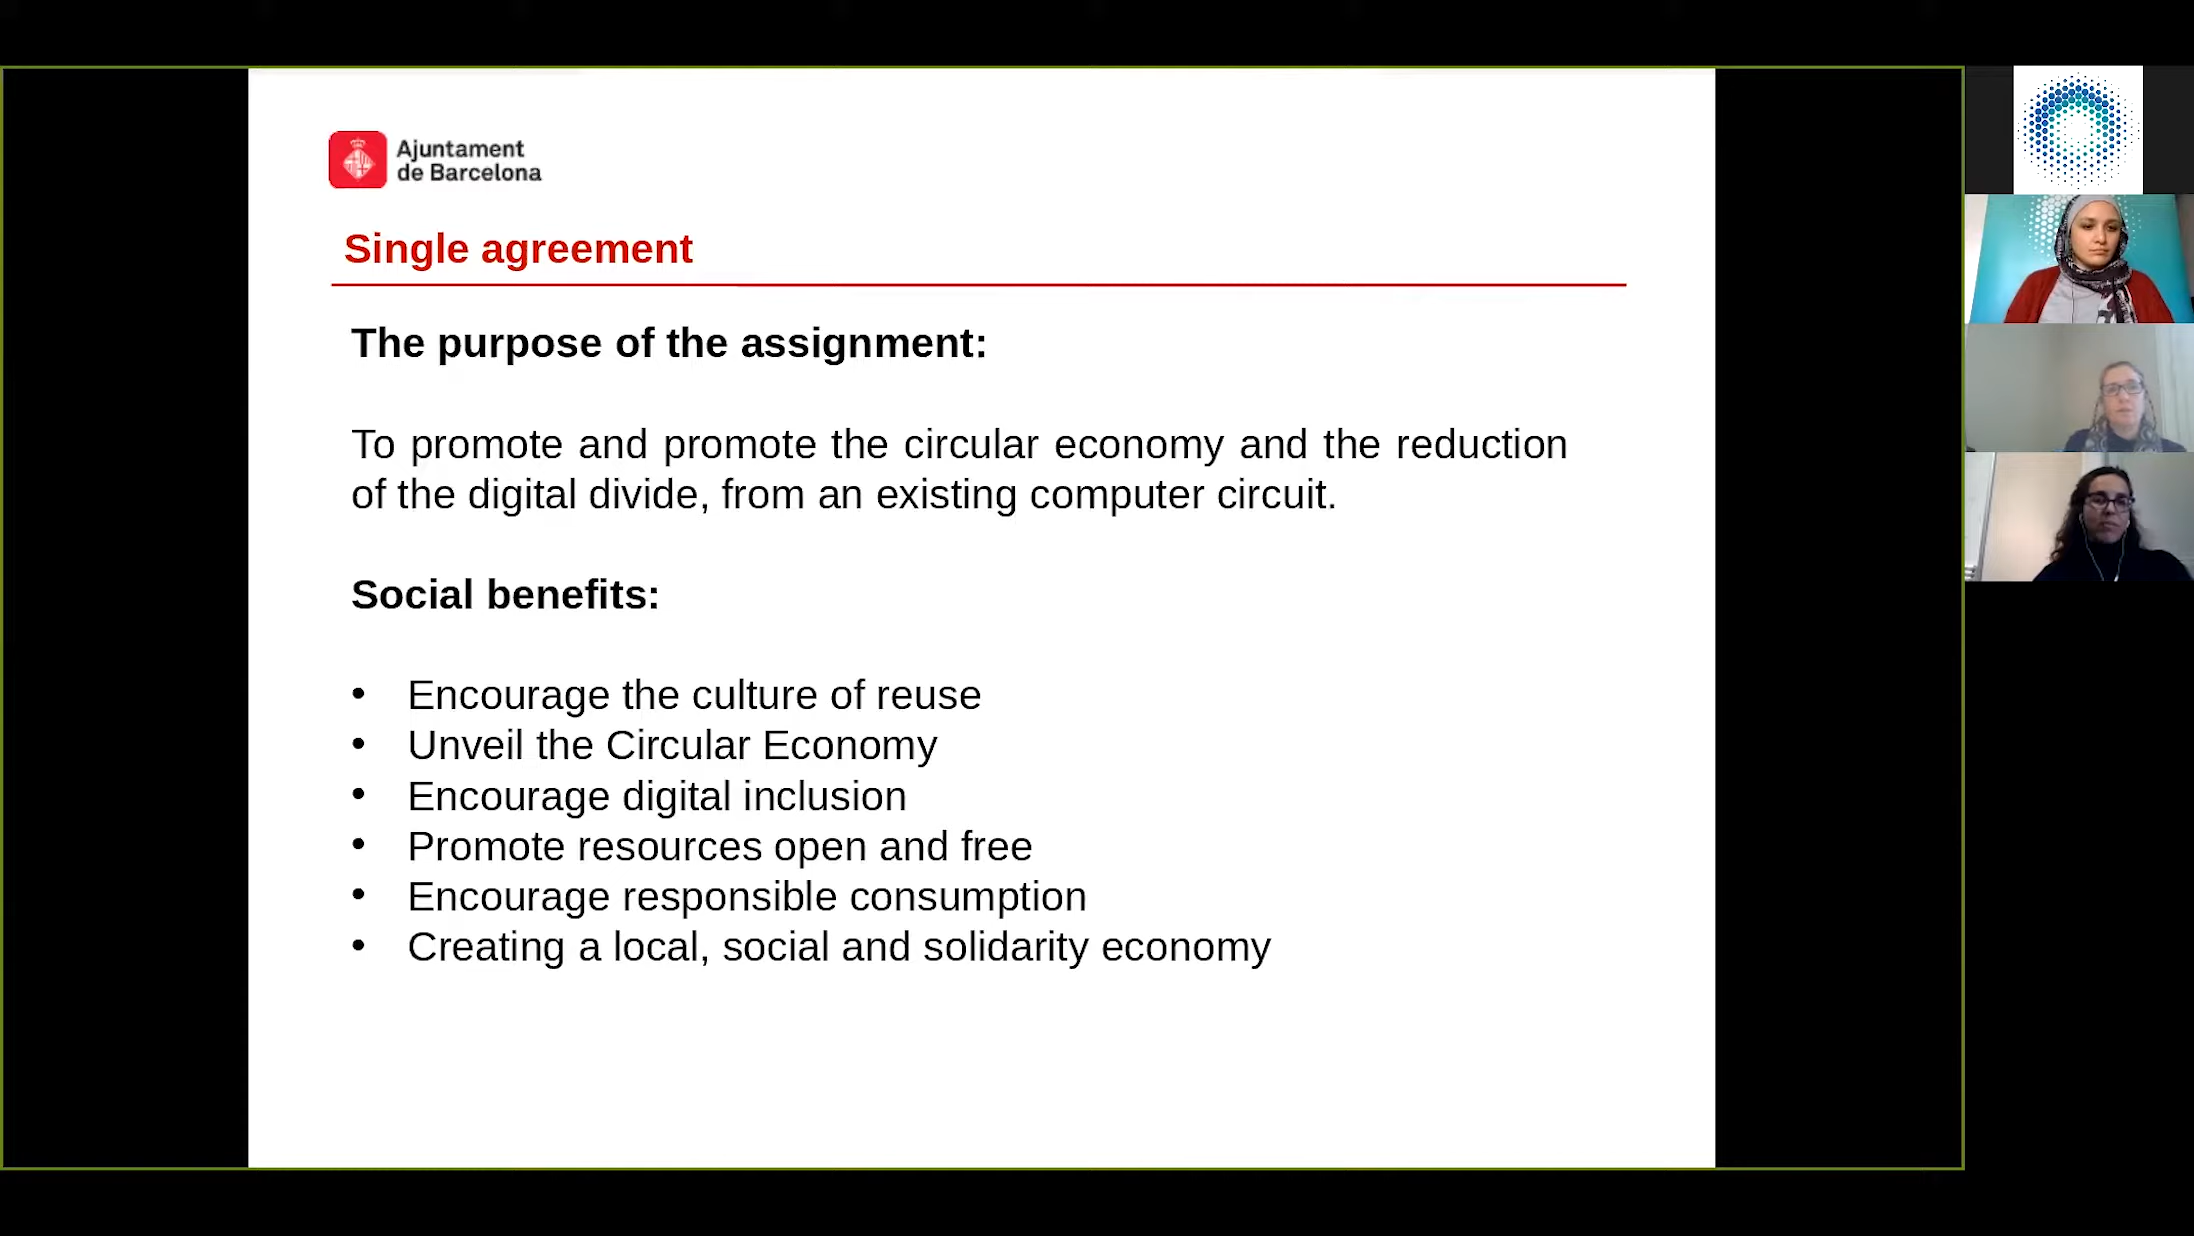 Ajuntament
de Barcelona
Single agreement
The purpose of the assignment:
To promote and promote the circular economy and the reduction
of the digital divide, from an existing computer circuit.
Social benefits:
• Encourage the culture of reuse
• Unveil the Circular Economy
• Encourage digital inclusion
• Promote resources open and free
• Encourage responsible consumption
• Creating a local, social and solidarity economy